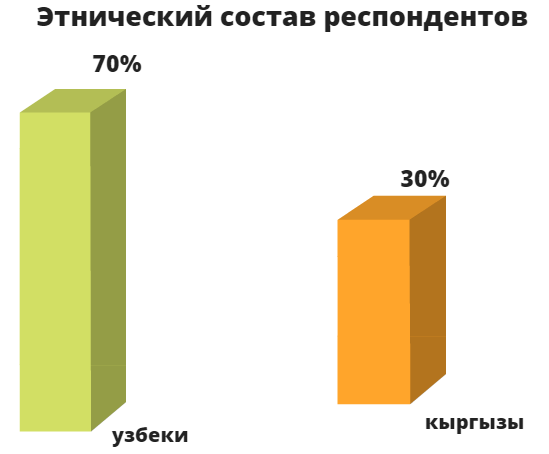 Этнический состав респондентов
70%
30%
узбеки
кыргызы